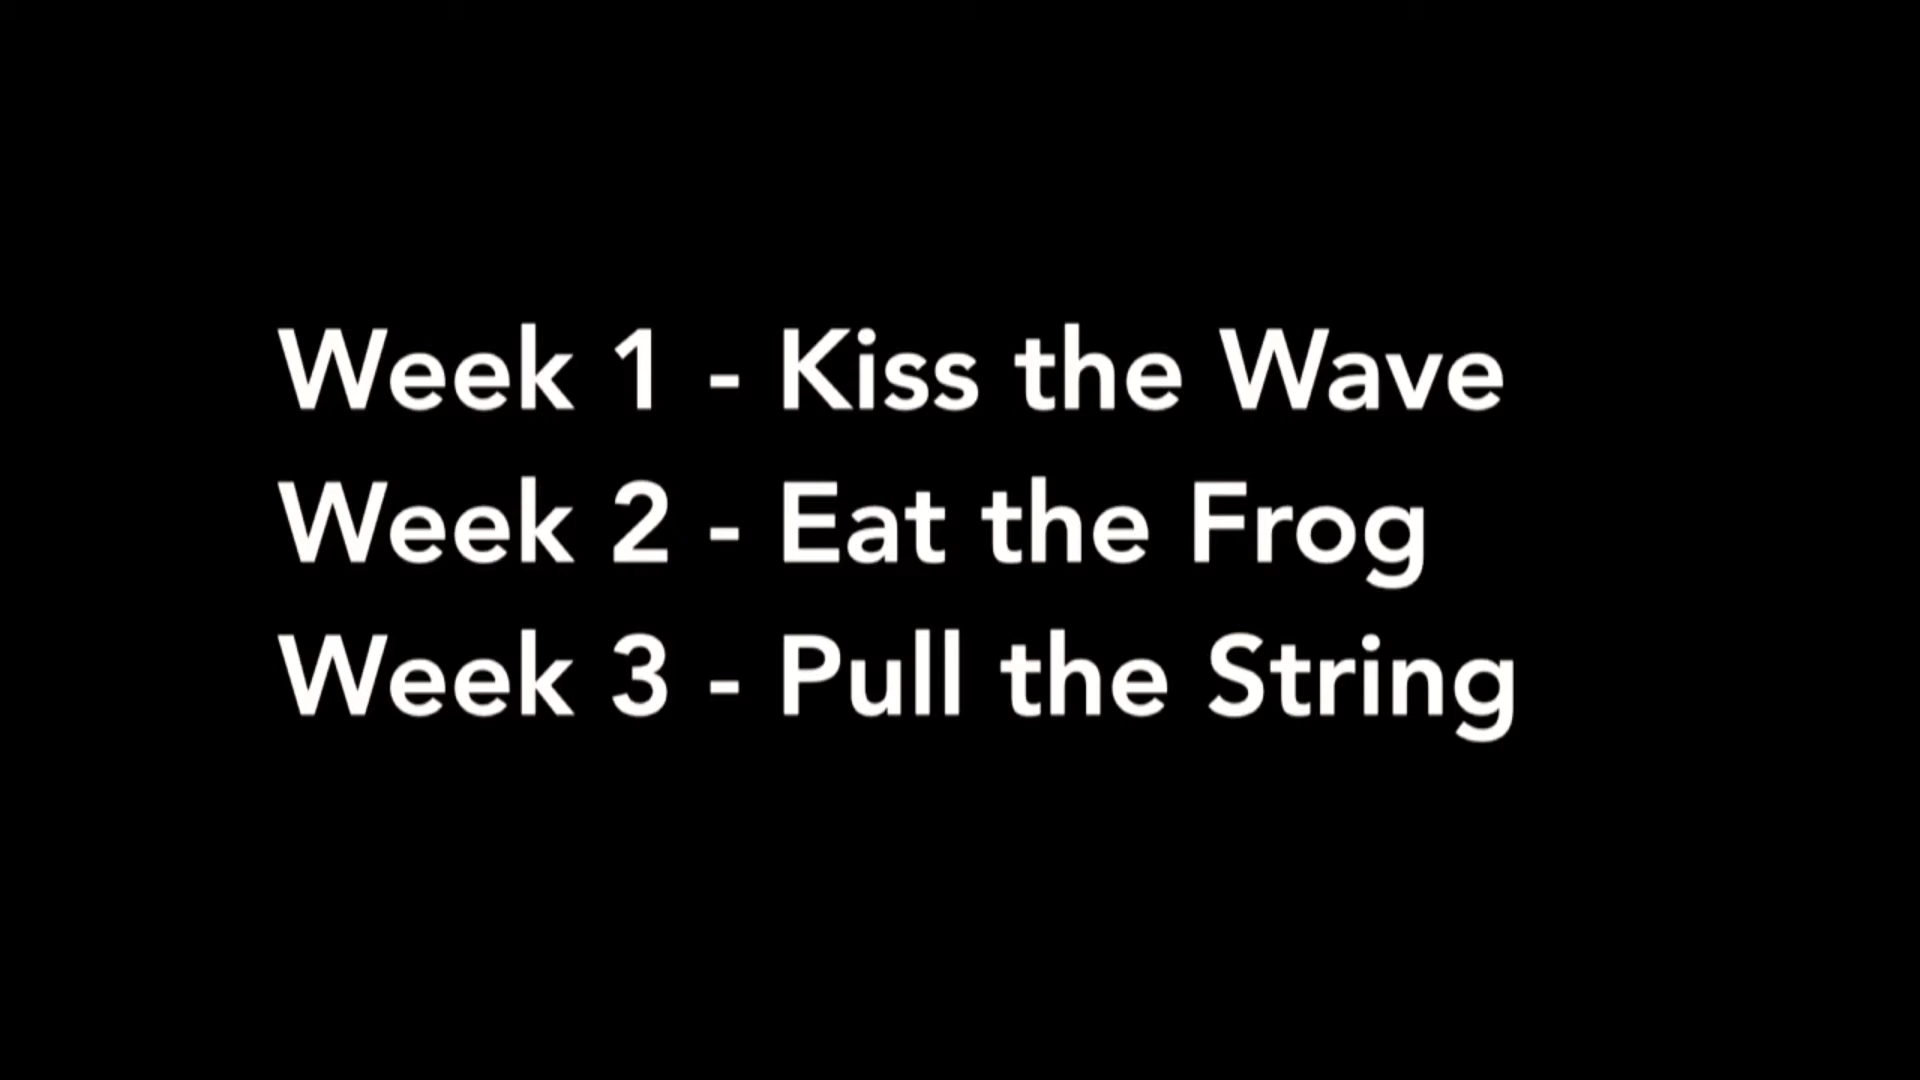 Week 1 - Kiss the Wave
Week 2 - Eat the Frog
Week 3 - Pull the String